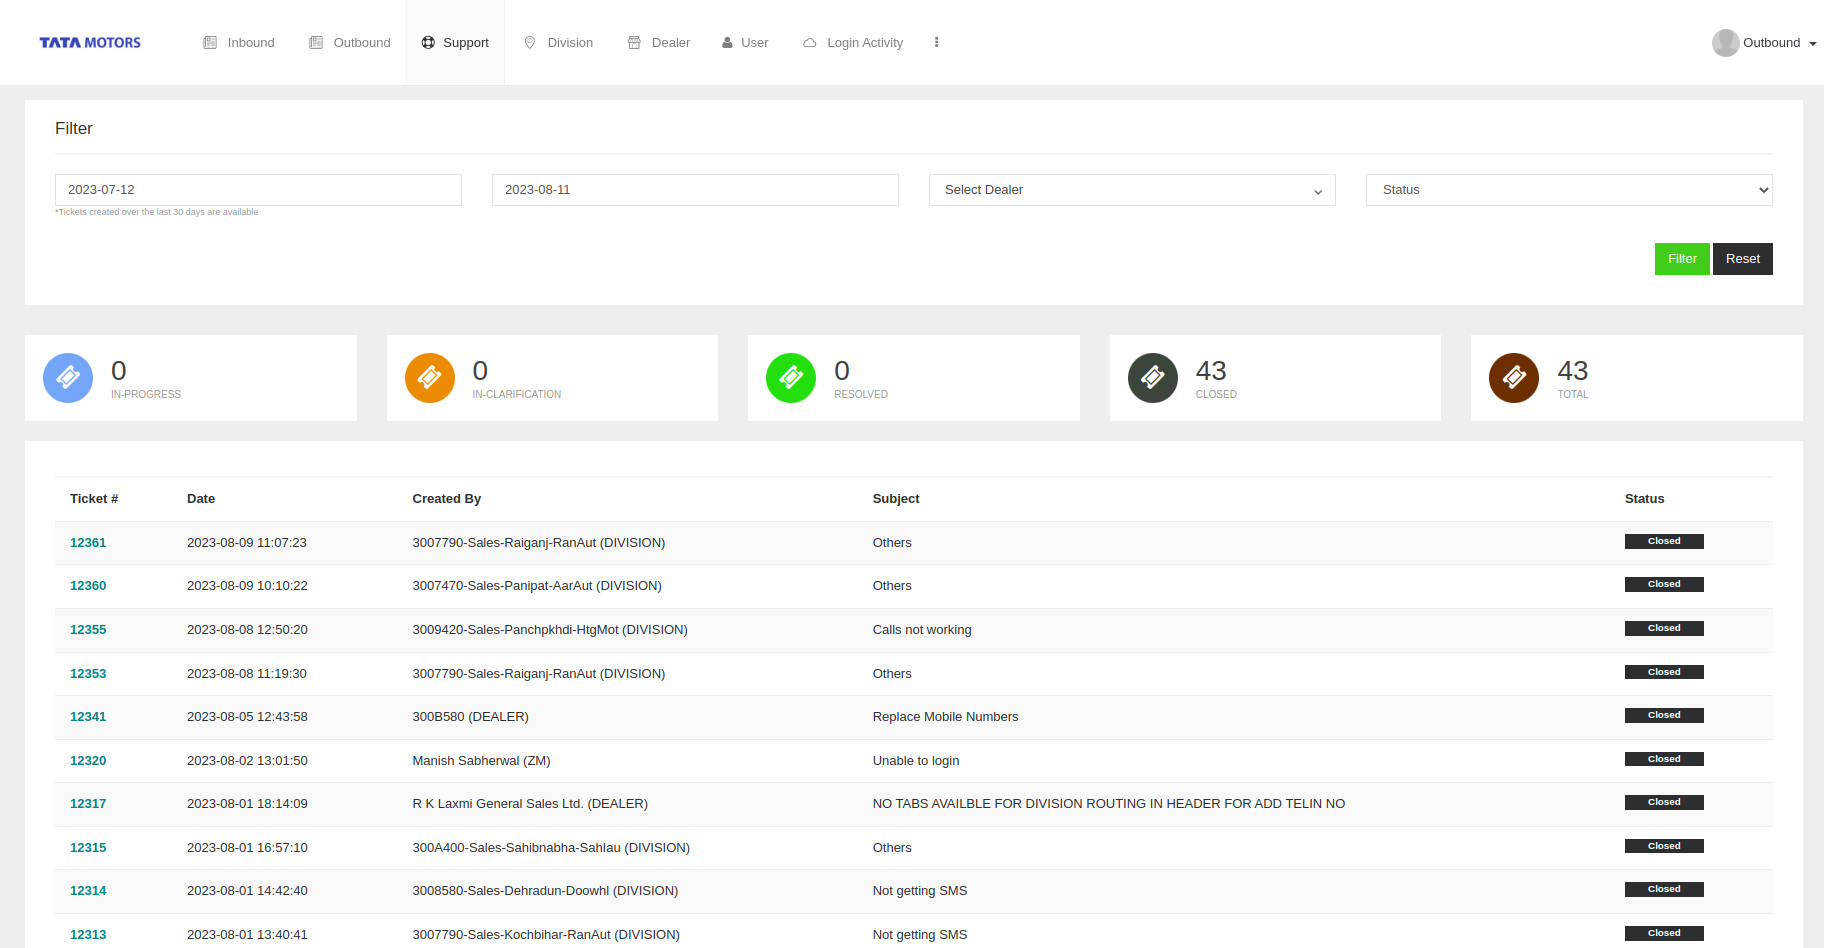 TATA MOTORS Inbound Outbound Support Division Dealer User Login Activity Outbound
Filter
2023-07-12 2023-08-11 Select Dealer Status
*Tickets created over the last 30 days are available
Filter Reset
0 0 0 43 43
IN-PROGRESS IN-CLARIFICATION RESOLVED CLOSED TOTAL
Ticket # Date Created By Subject Status
12361 2023-08-09 11:07:23 3007790-Sales-Raiganj-RanAut (DIVISION) Others Closed
12360 2023-08-09 10:10:22 3007470-Sales-Panipat-AarAut (DIVISION) Others Closed
12355 2023-08-08 12:50:20 3009420-Sales-Panchpkhdi-HtgMot (DIVISION) Calls not working Closed
12353 2023-08-08 11:19:30 3007790-Sales-Raiganj-RanAut (DIVISION) Others Closed
12341 2023-08-05 12:43:58 300B580 (DEALER) Replace Mobile Numbers Closed
12320 2023-08-02 13:01:50 Manish Sabherwal (ZM) Unable to login Closed
12317 2023-08-01 18:14:09 R K Laxmi General Sales Ltd. (DEALER) NO TABS AVAILBLE FOR DIVISION ROUTING IN HEADER FOR ADD TELIN NO Closed
12315 2023-08-01 16:57:10 300A400-Sales-Sahibnabha-Sahlau (DIVISION) Others Closed
12314 2023-08-01 14:42:40 3008580-Sales-Dehradun-Doowhl (DIVISION) Not getting SMS Closed
12313 2023-08-01 13:40:41 3007790-Sales-Kochbihar-RanAut (DIVISION) Not getting SMS Closed